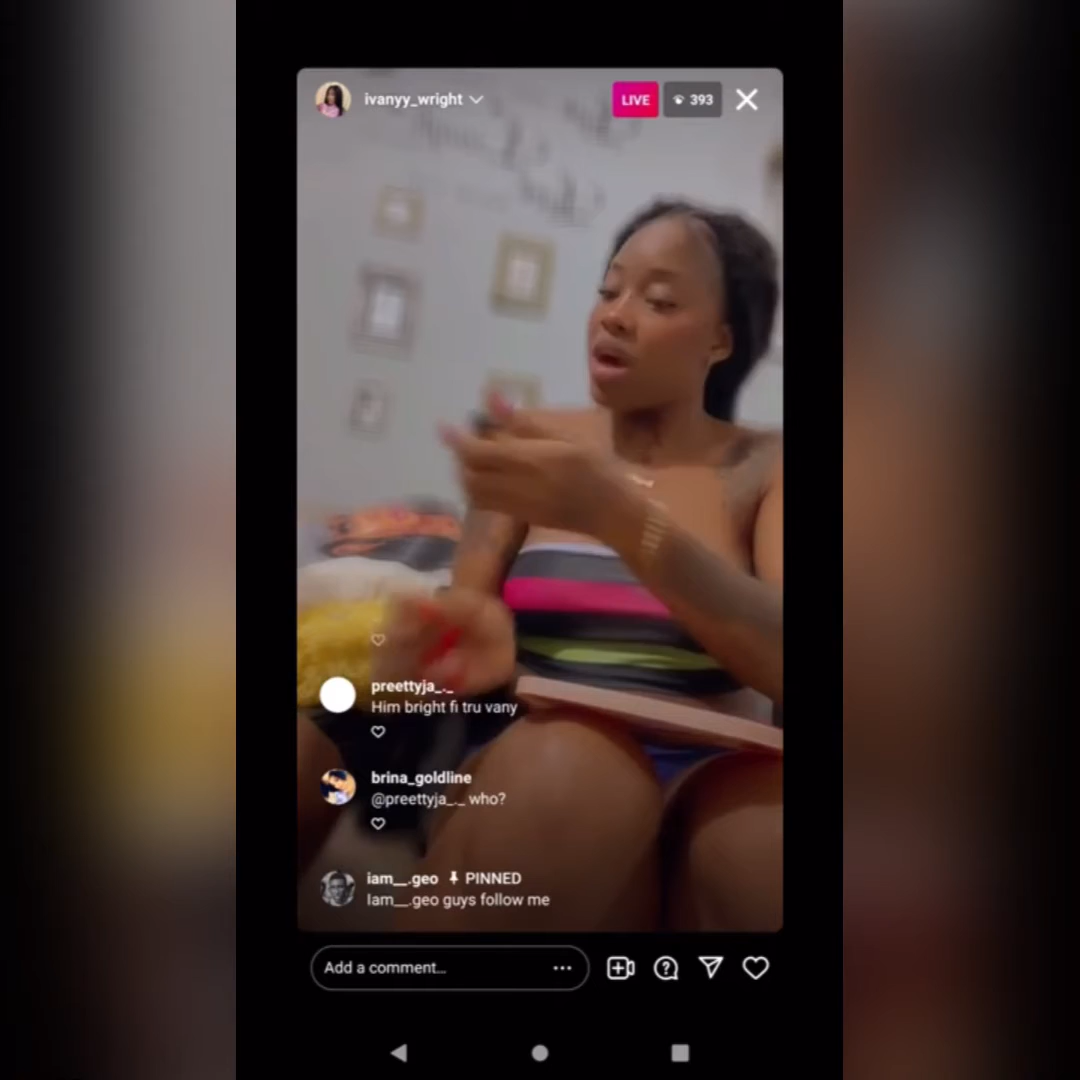 ivanyy_wright
LIVE
393
preettyja_._
Him bright fi tru vany
brina_goldline
@preettyja_._ who?
iam__.geo PINNED
Iam__.geo guys follow me
Add a comment...